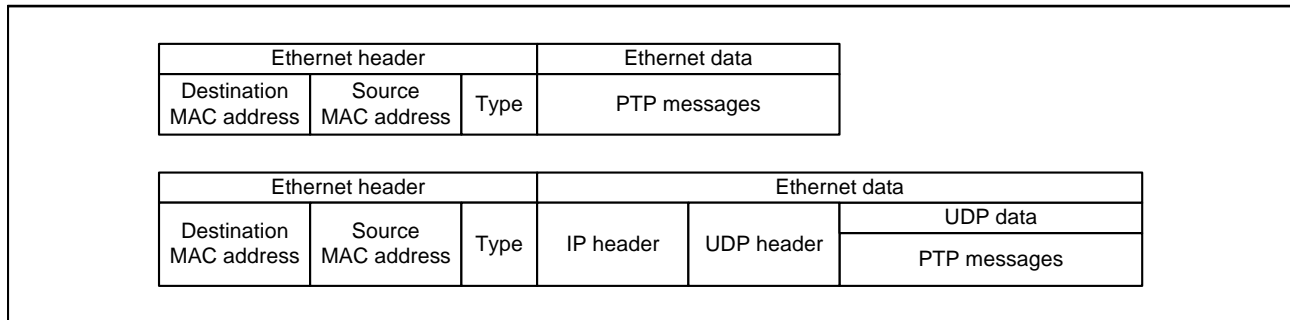 Ethernet header Ethernet data
Destination MAC address Source MAC address Type PTP messages
Ethernet header Ethernet data
Destination MAC address Source MAC address Type IP header UDP header UDP data
PTP messages